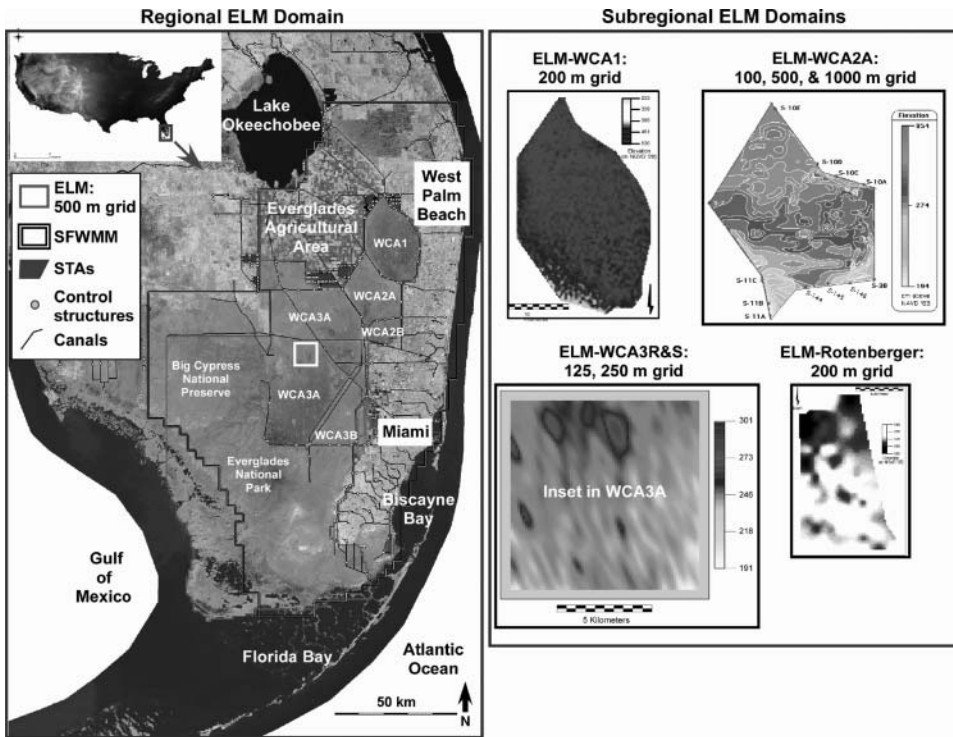 Regional ELM Domain
Lake
Okeechobee
ELM:
500 m grid
SFWMM
STAs
Control
structures
Canals
West
Palm
Beach
Everglades
Agricultural
Area
WCA1
WCA2A
WCA3A
WCA2B
Big Cypress
National
Preserve
WCA3A
WCA3B
Miami
Everglades
National
Park
Biscayne
Bay
Gulf
of
Mexico
Florida Bay
Atlantic
Ocean
50 km
N
Subregional ELM Domains
ELM-WCA1:
200 m grid
Elevation
ELM-WCA2A:
100, 500, & 1000 m grid
S-10E
S-10D
S-10C
S-10A
S-11C
S-11B
S-11A
S-38
Elevation
354
274
194
ELM-WCA3R&S:
125, 250 m grid
Inset in WCA3A
301
273
246
218
191
5 Kilometers
ELM-Rotenberger:
200 m grid